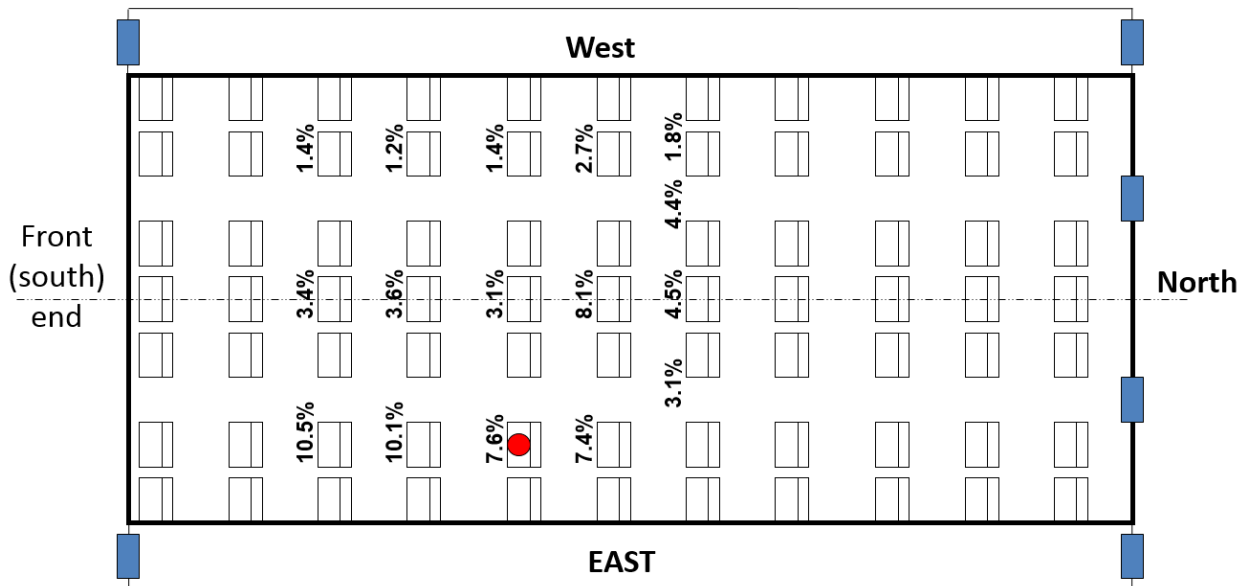 West
1.4%
1.2%
1.4%
2.7%
1.8%
4.4%
Front
(south)
end
3.4%
3.6%
3.1%
8.1%
4.5%
North
3.1%
10.5%
10.1%
7.6%
7.4%
EAST